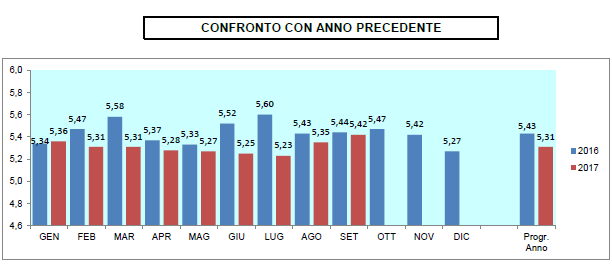 CONFRONTO CON ANNO PRECEDENTE
6,0
5,8
5,6
5,4
5,2
5,0
4,8
4,6
5,34 5,36 5,47 5,31 5,58 5,31 5,37 5,28 5,33 5,27 5,52 5,25 5,60 5,23 5,43 5,35 5,44 5,42 5,47 5,42 5,27 5,43 5,31
GEN FEB MAR APR MAG GIU LUG AGO SET OTT NOV DIC Progr.
Anno
2016
2017